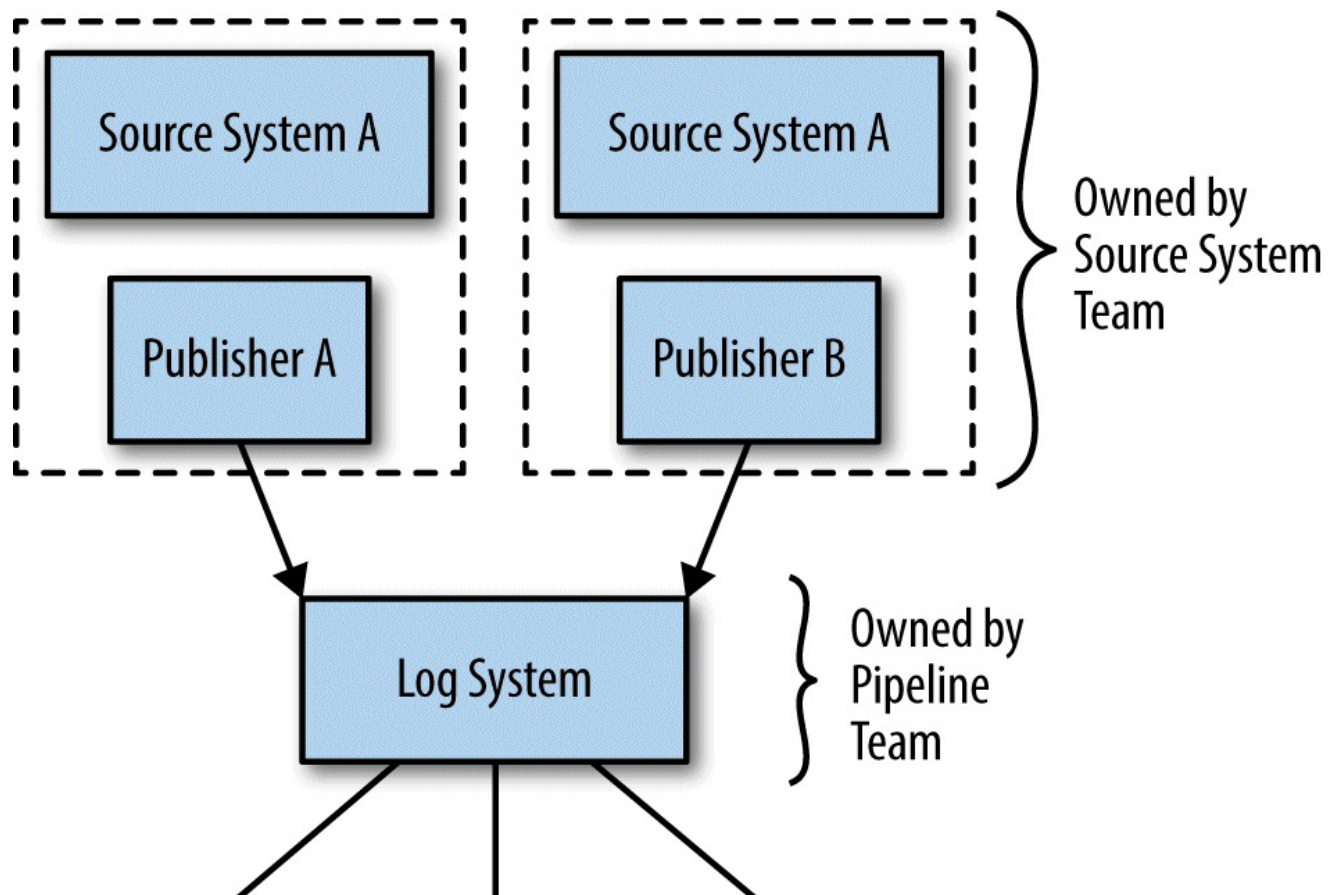 Source System A
Source System A
Owned by
Source System
Team
Publisher A
Publisher B
Log System
Owned by
Pipeline
Team